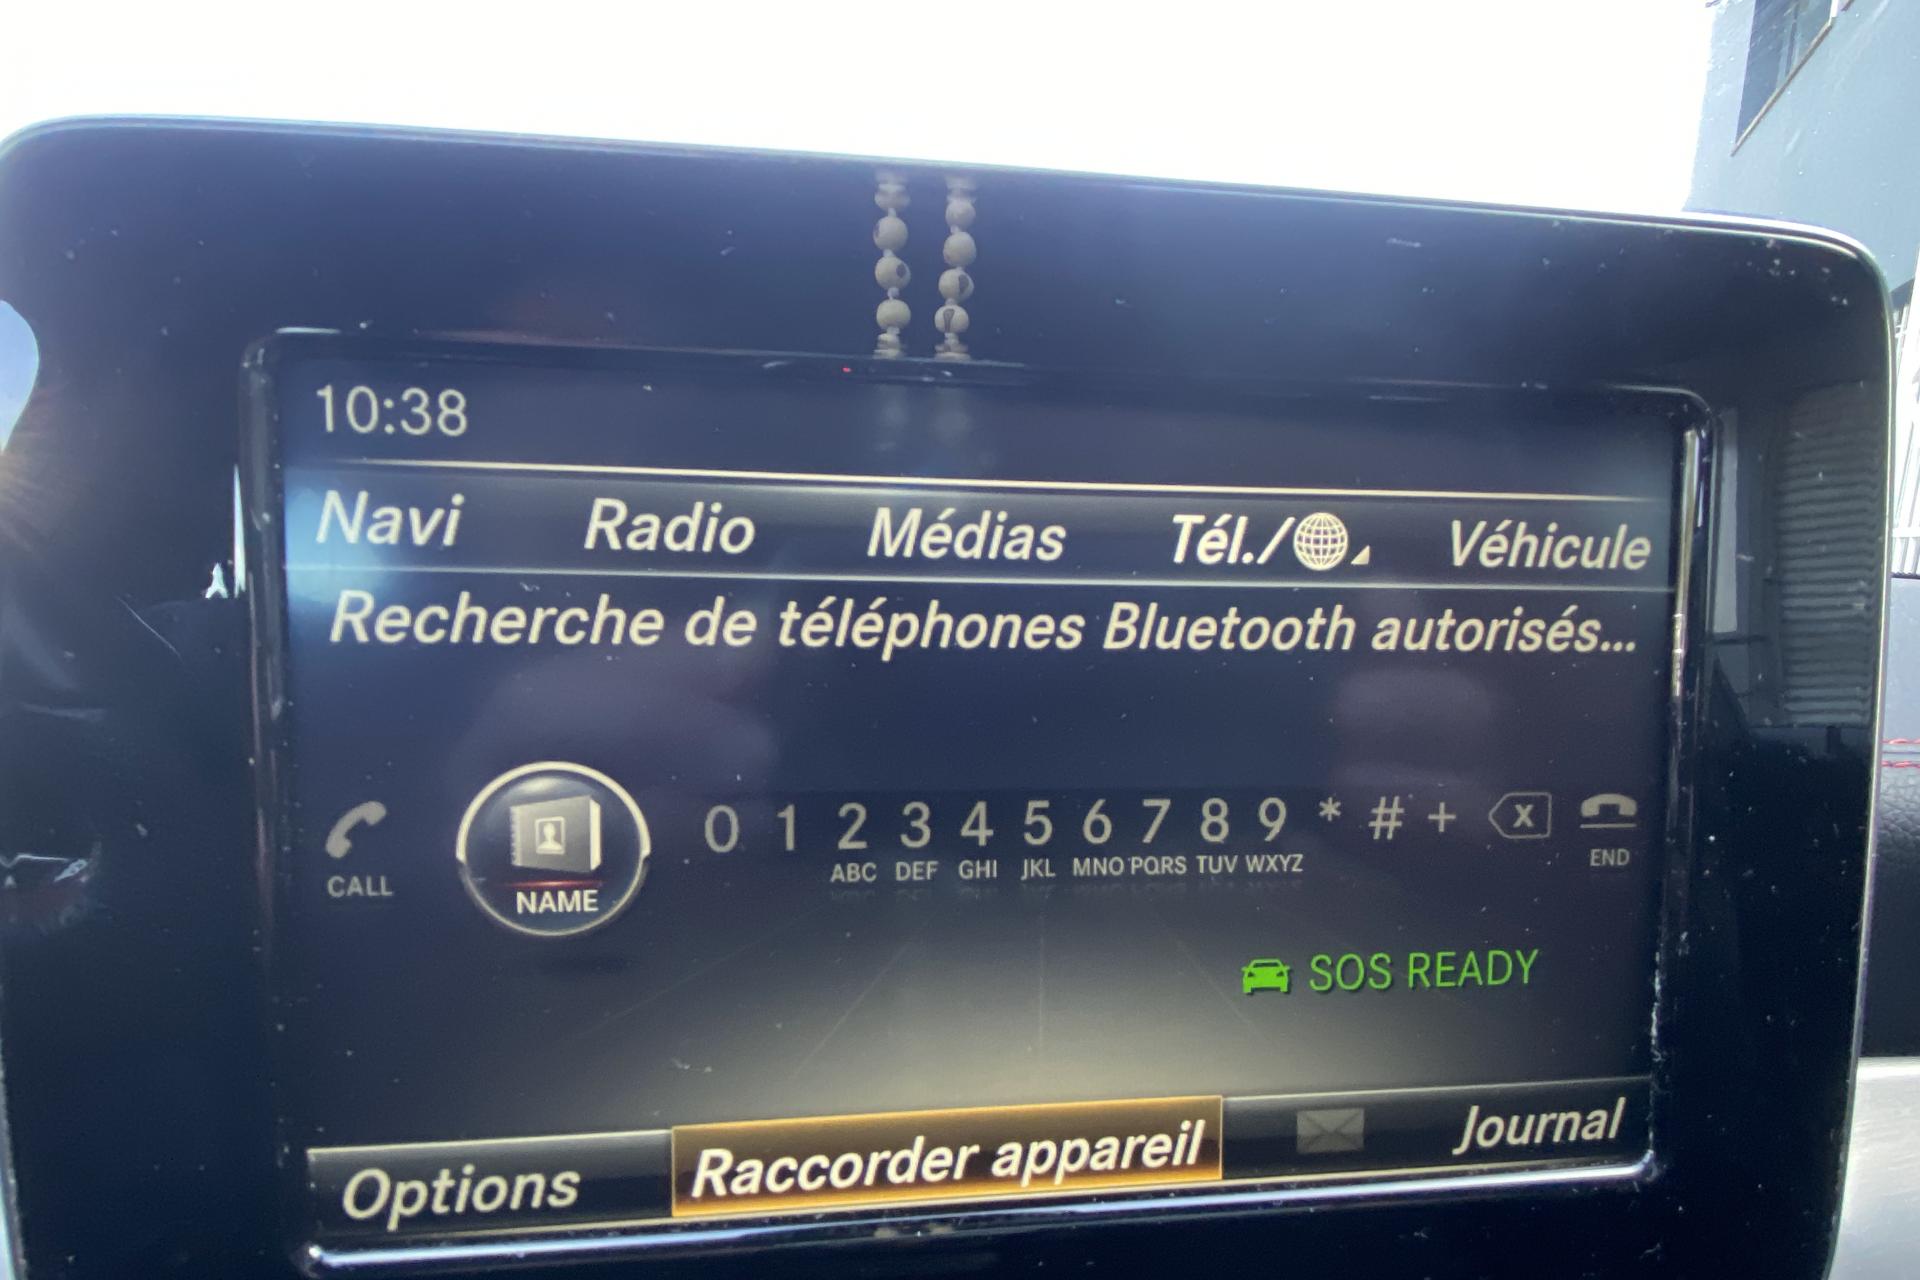 10:38
Navi Radio Médias Tél./ Véhicule
Recherche de téléphones Bluetooth autorisés...
0 1 2 3 4 5 6 7 8 9 * # + x
ABC DEF GHI JKL MNO PQRS TUV WXYZ
CALL NAME END
SOS READY
Options Raccorder appareil Journal